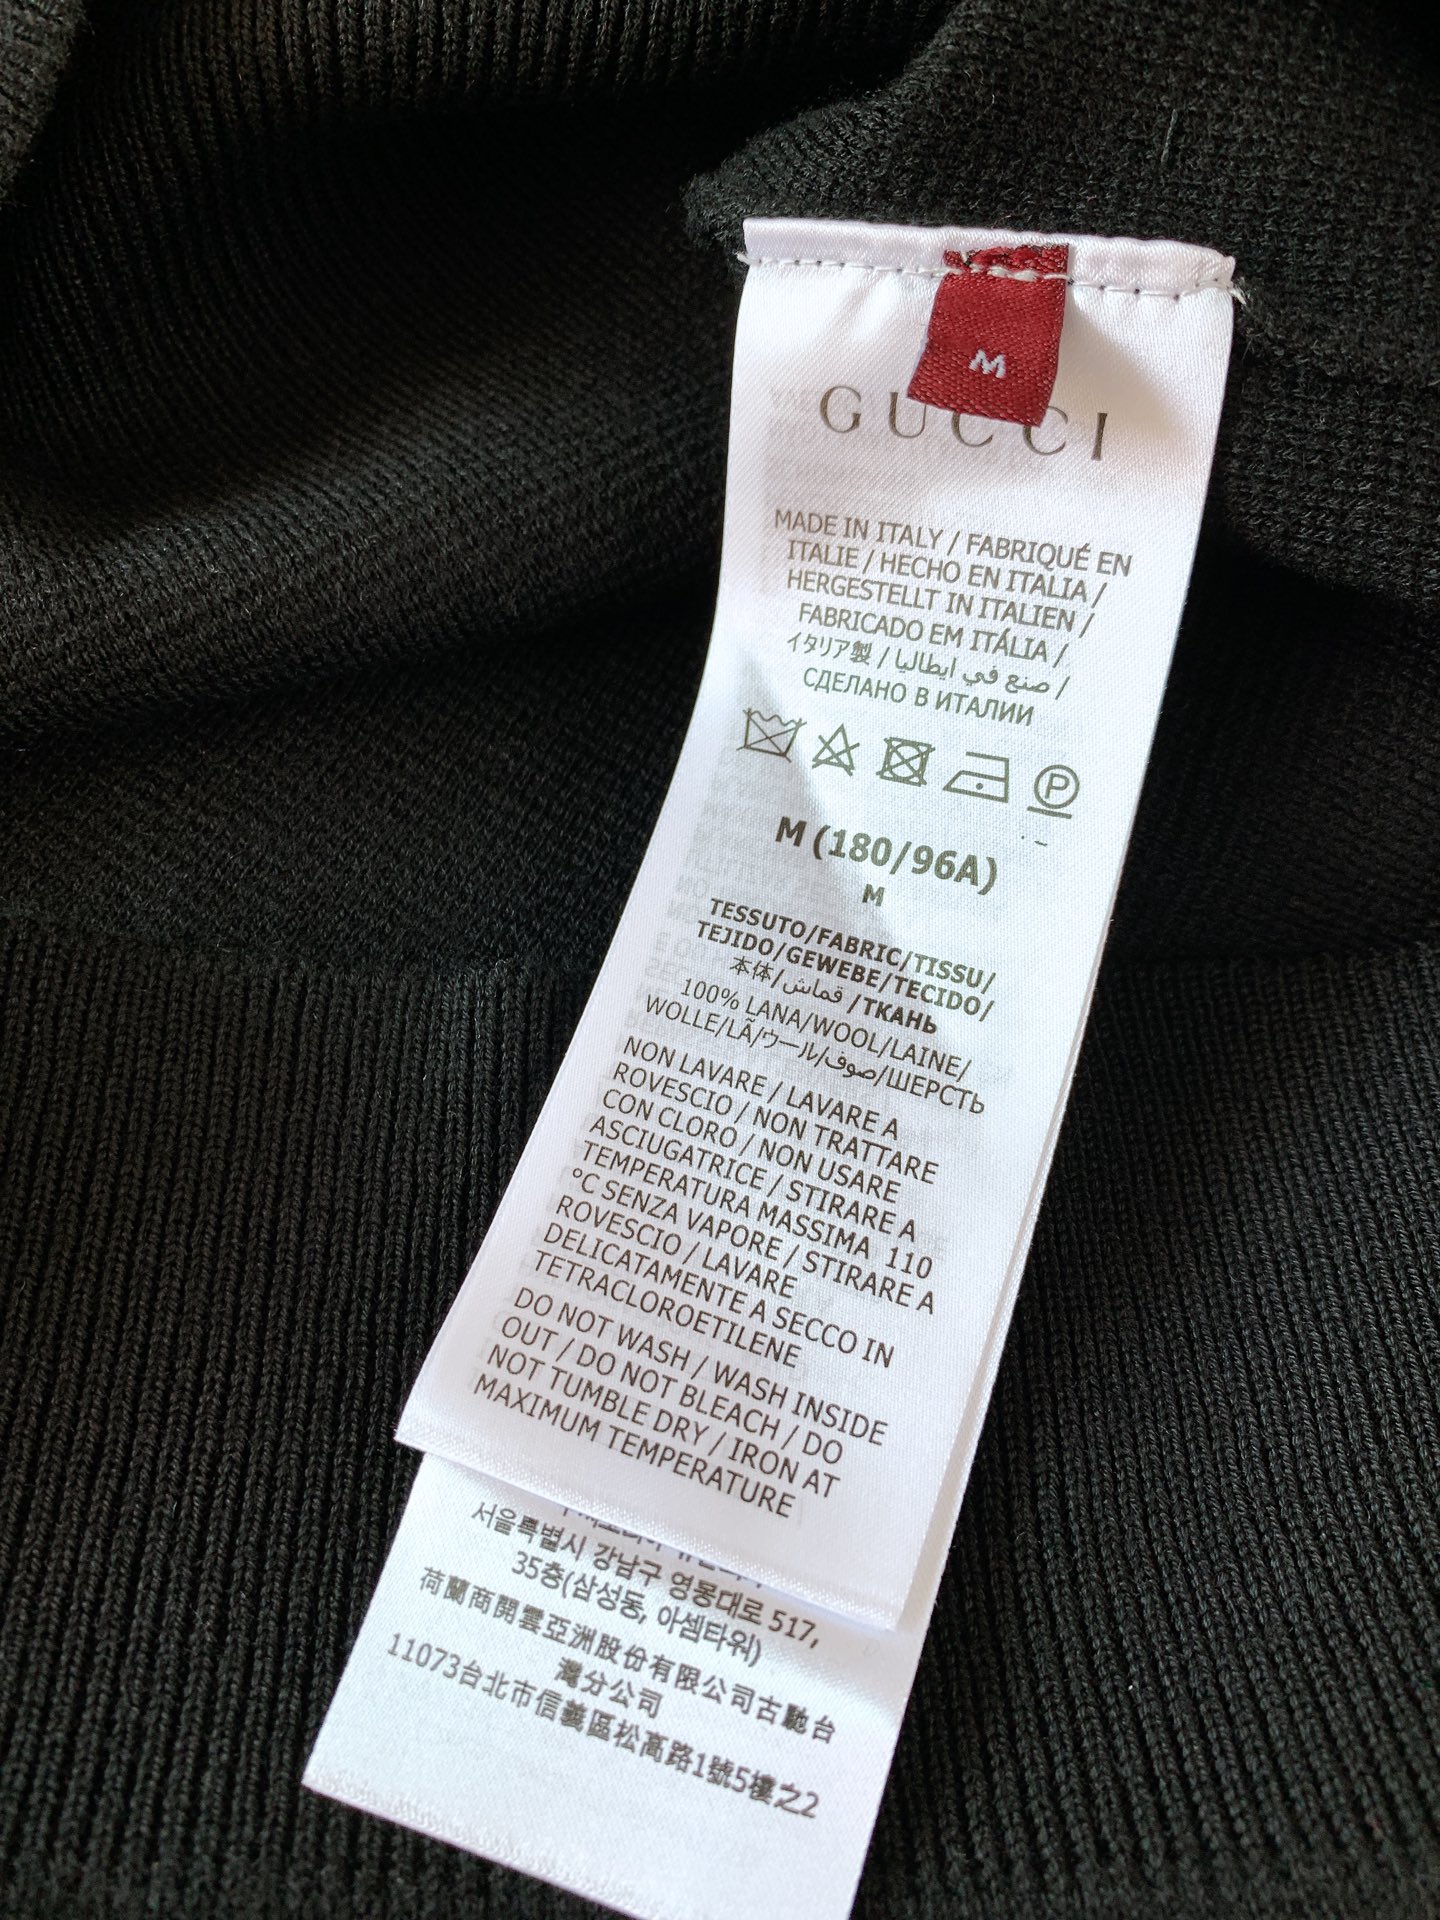 M
GUCCI
MADE IN ITALY / FABRIQUÉ EN
ITALIE / HECHO EN ITALIA /
HERGESTELLT IN ITALIEN /
FABRICADO EM ITÁLIA /
イタリア製 / صنع في ايطاليا /
СДЕЛАНО В ИТАЛИИ
P
M (180/96A)
M
TESSUTO/FABRIC/TISSU/
TEJIDO/GEWEBE/TECIDO/
本体/قماش /ТКАНЬ
100% LANA/WOOL/LAINE/
WOLLE/LÃ/ウール/صوف/ШЕРСТЬ
NON LAVARE / LAVARE A
ROVESCIO / NON TRATTARE
CON CLORO / NON USARE
ASCIUGATRICE / STIRARE A
TEMPERATURA MASSIMA 110
°C SENZA VAPORE / STIRARE A
ROVESCIO / LAVARE
DELICATAMENTE A SECCO IN
TETRACLOROETILENE
DO NOT WASH / WASH INSIDE
OUT / DO NOT BLEACH / DO
NOT TUMBLE DRY / IRON AT
MAXIMUM TEMPERATURE
서울특별시 강남구 영동대로 517,
35층(삼성동, 아셈타워)
荷蘭商開雲亞洲股份有限公司古馳台
灣分公司
11073台北市信義區松高路1號5樓之2